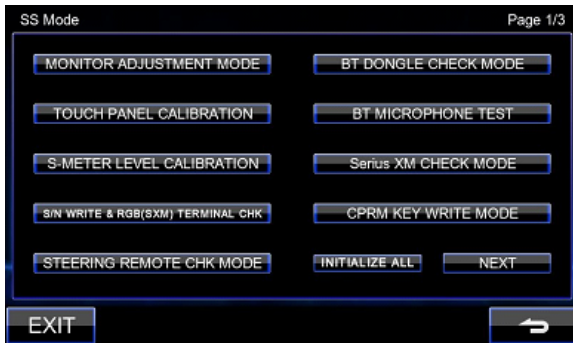 SS Mode
Page 1/3
MONITOR ADJUSTMENT MODE
BT DONGLE CHECK MODE
TOUCH PANEL CALIBRATION
BT MICROPHONE TEST
S-METER LEVEL CALIBRATION
Serius XM CHECK MODE
S/N WRITE & RGB(SXM) TERMINAL CHK
CPRM KEY WRITE MODE
STEERING REMOTE CHK MODE
INITIALIZE ALL
NEXT
EXIT